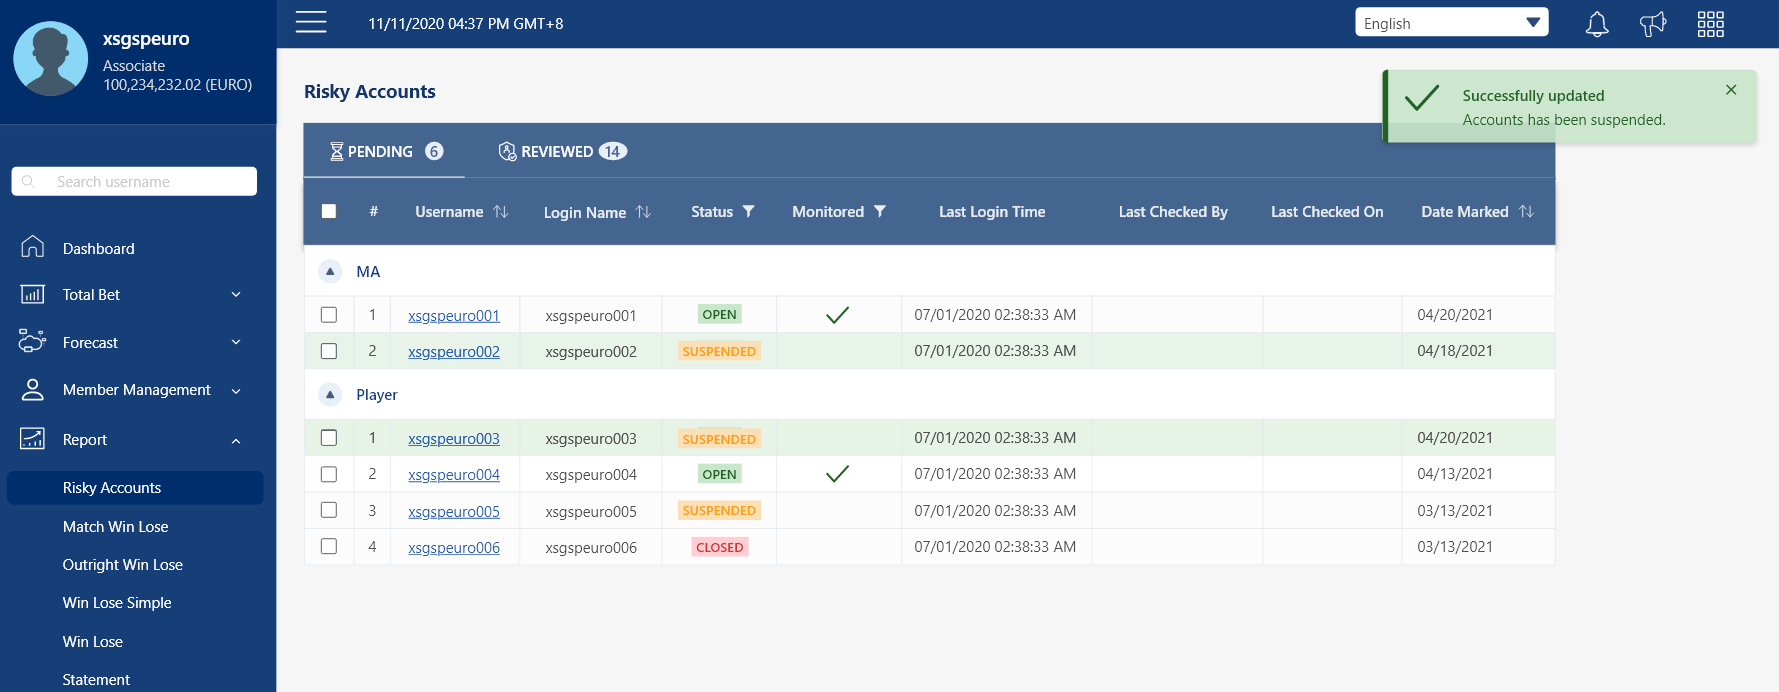 xsgspeuro
Associate
100,234,232.02 (EURO)
11/11/2020 04:37 PM GMT+8
English
Search username
Dashboard
Total Bet
Forecast
Member Management
Report
Risky Accounts
Match Win Lose
Outright Win Lose
Win Lose Simple
Win Lose
Statement
Risky Accounts
Successfully updated
Accounts has been suspended.
PENDING 6 REVIEWED 14
# Username Login Name Status Monitored Last Login Time Last Checked By Last Checked On Date Marked
MA
1 xsgspeuro001 xsgspeuro001 OPEN 07/01/2020 02:38:33 AM 04/20/2021
2 xsgspeuro002 xsgspeuro002 SUSPENDED 07/01/2020 02:38:33 AM 04/18/2021
Player
1 xsgspeuro003 xsgspeuro003 SUSPENDED 07/01/2020 02:38:33 AM 04/20/2021
2 xsgspeuro004 xsgspeuro004 OPEN 07/01/2020 02:38:33 AM 04/13/2021
3 xsgspeuro005 xsgspeuro005 SUSPENDED 07/01/2020 02:38:33 AM 03/13/2021
4 xsgspeuro006 xsgspeuro006 CLOSED 07/01/2020 02:38:33 AM 03/13/2021